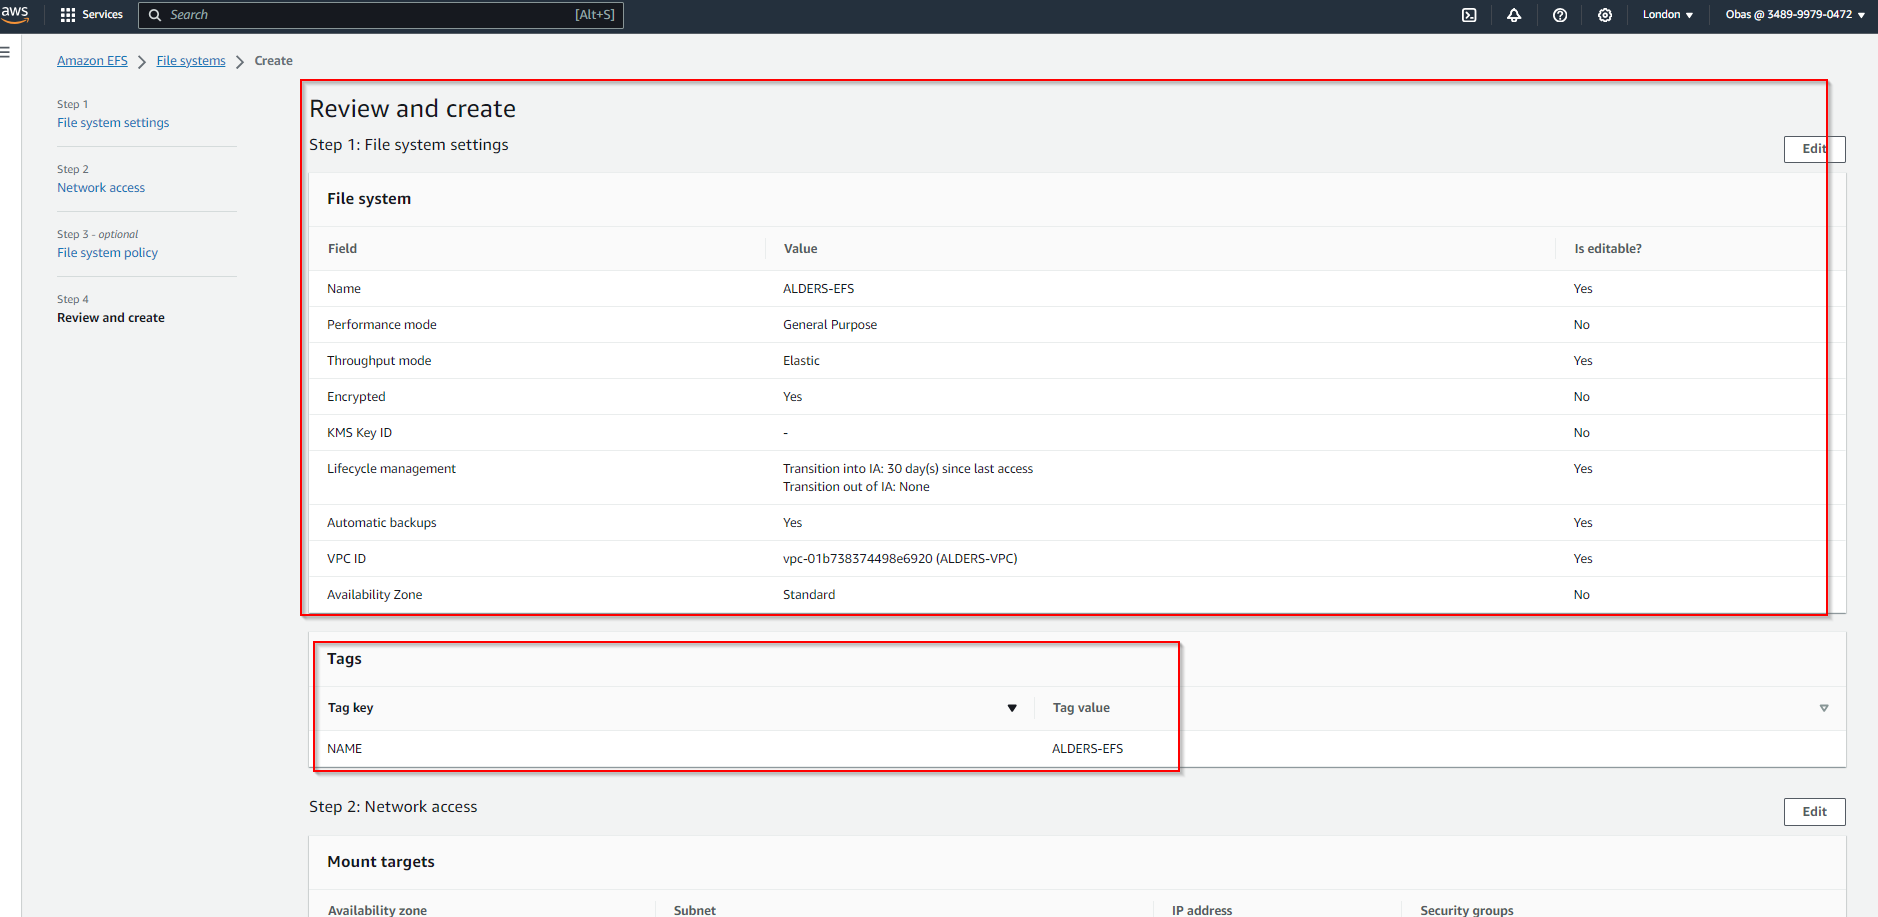 aws Services Search [Alt+S] London Obas @ 3489-9979-0472
Amazon EFS File systems Create
Step 1
File system settings
Step 2
Network access
Step 3 - optional
File system policy
Step 4
Review and create
Review and create
Step 1: File system settings
Edit
File system
Field Value Is editable?
Name ALDERS-EFS Yes
Performance mode General Purpose No
Throughput mode Elastic Yes
Encrypted Yes No
KMS Key ID - No
Lifecycle management Transition into IA: 30 day(s) since last access Yes
Transition out of IA: None
Automatic backups Yes Yes
VPC ID vpc-01b738374498e6920 (ALDERS-VPC) Yes
Availability Zone Standard No
Tags
Tag key Tag value
NAME ALDERS-EFS
Step 2: Network access
Edit
Mount targets
Availability zone Subnet IP address Security groups